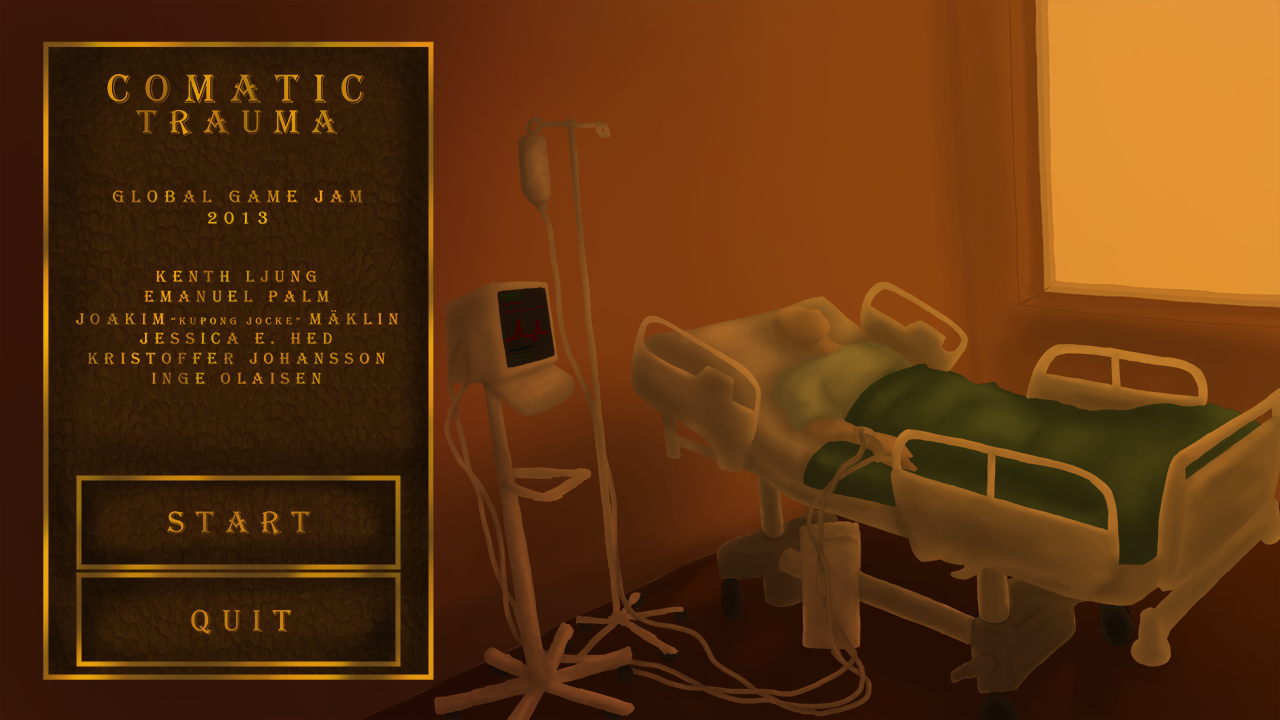 COMATIC
TRAUMA
GLOBAL GAME JAM
2013
KENTH LJUNG
EMANUEL PALM
JOAKIM "KUPONG JOCKE" MÄKLIN
JESSICA E. HED
KRISTOFFER JOHANSSON
INGE OLAISEN
START
QUIT